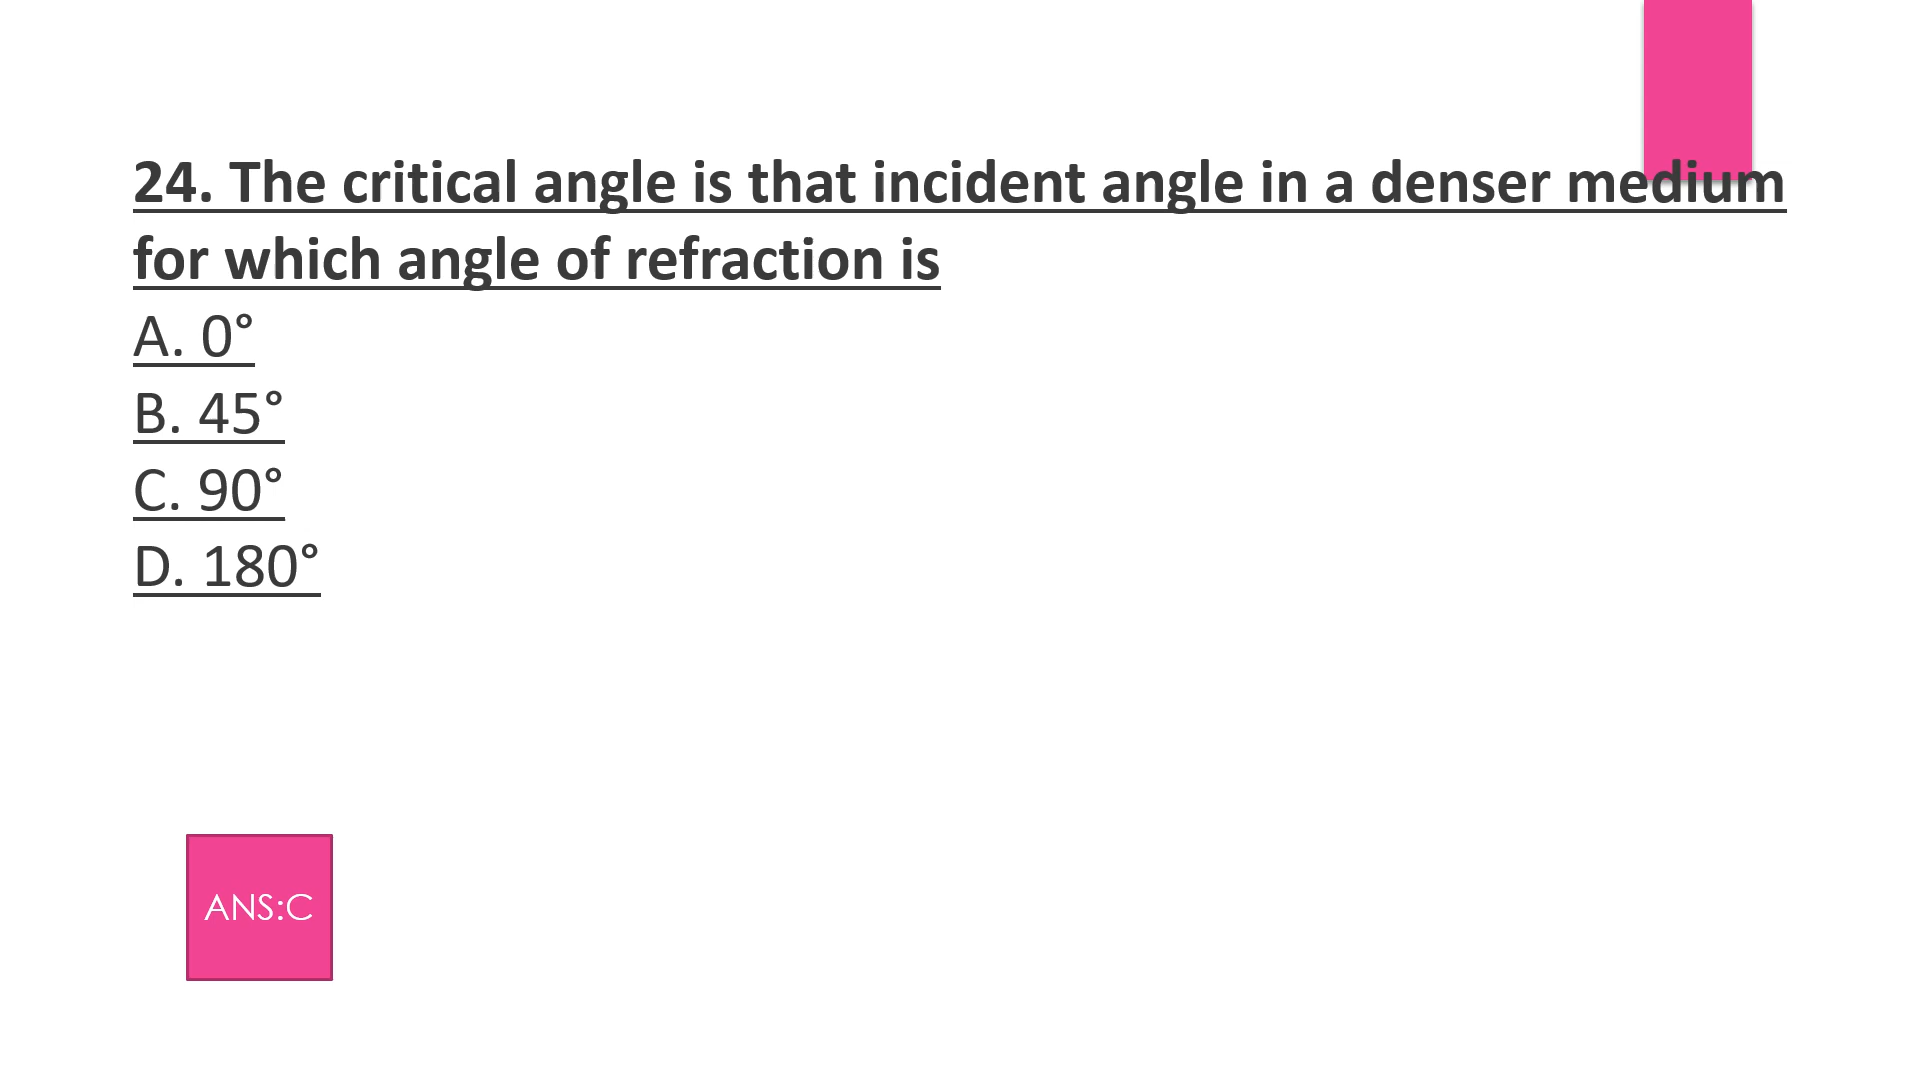 24. The critical angle is that incident angle in a denser medium
for which angle of refraction is
A. 0°
B. 45°
C. 90°
D. 180°
ANS:C